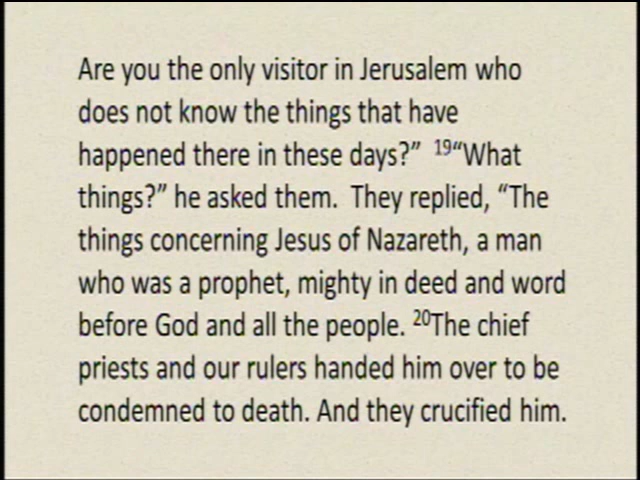 Are you the only visitor in Jerusalem who
does not know the things that have
happened there in these days?” ¹⁹“What
things?” he asked them. They replied, “The
things concerning Jesus of Nazareth, a man
who was a prophet, mighty in deed and word
before God and all the people. ²⁰The chief
priests and our rulers handed him over to be
condemned to death. And they crucified him.